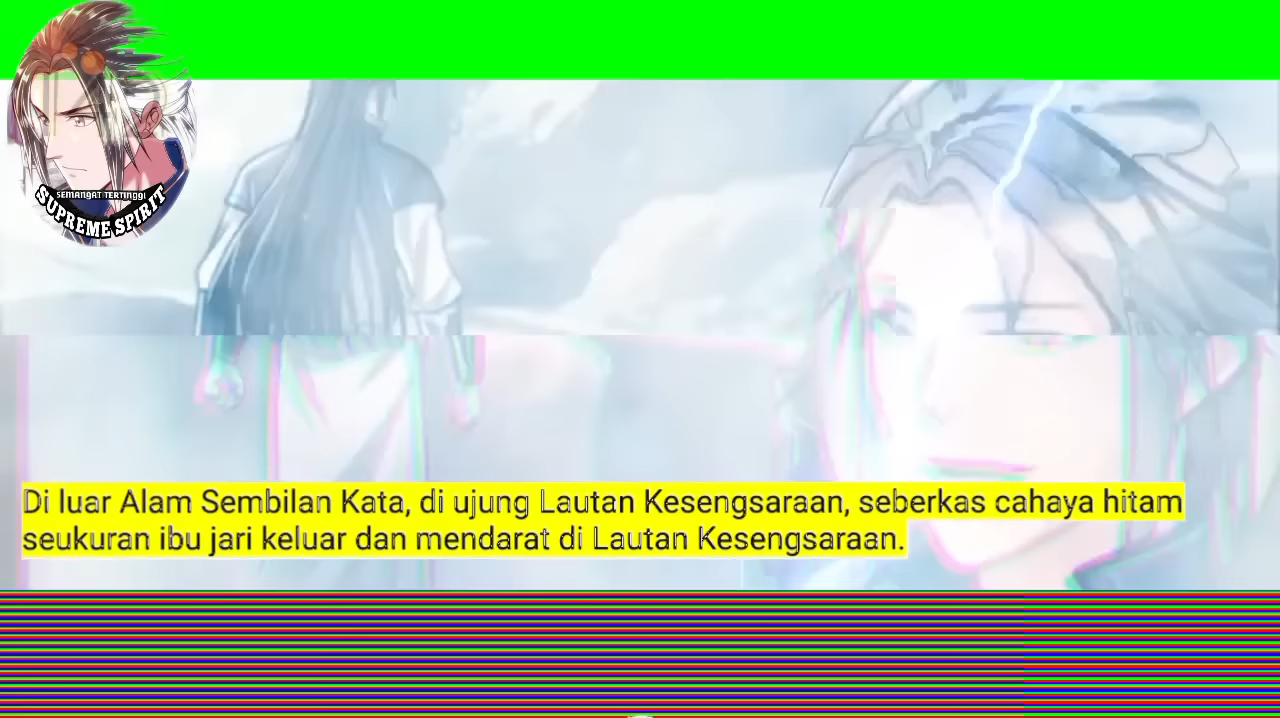 SEMANGAT TERTINGGI
SUPREME SPIRIT
Di luar Alam Sembilan Kata, di ujung Lautan Kesengsaraan, seberkas cahaya hitam
seukuran ibu jari keluar dan mendarat di Lautan Kesengsaraan.